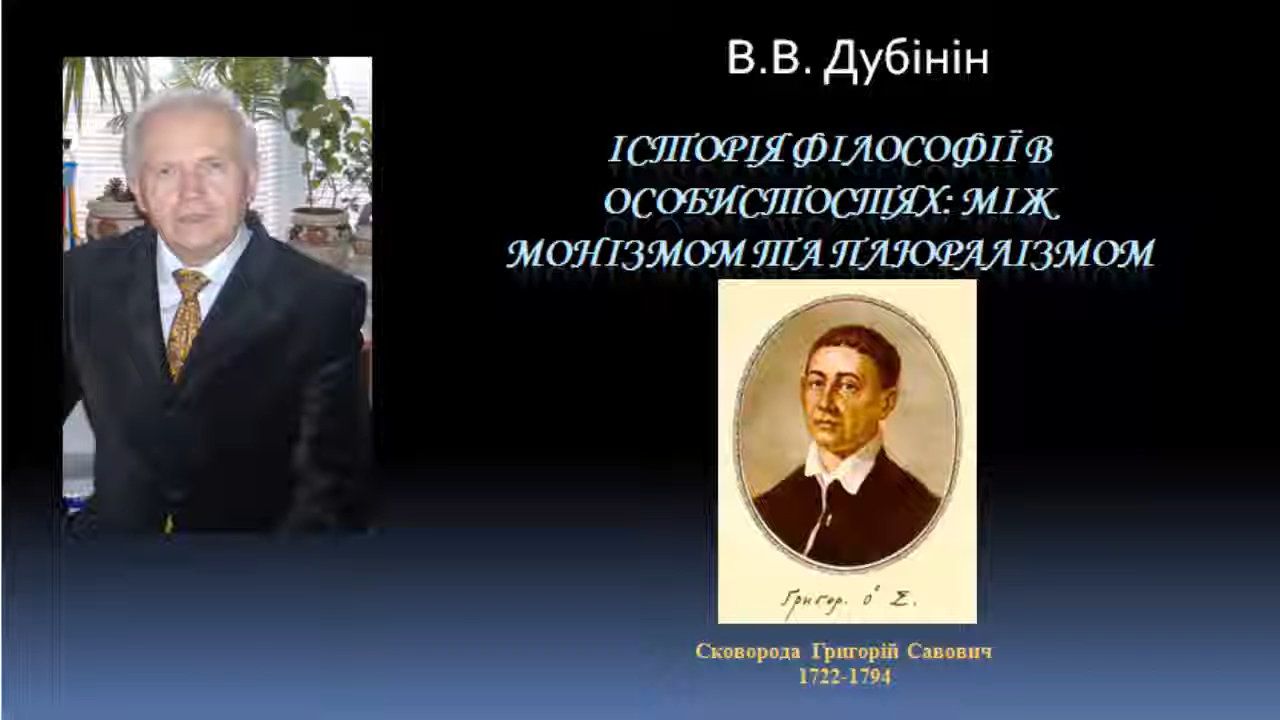 В.В. Дубінін
ІСТОРІЯ ФІЛОСОФІЇ В
ОСОБИСТОСТЯХ: МІЖ
МОНІЗМОМ ТА ПЛЮРАЛІЗМОМ
Григор. о͂ Σ.
Сковорода Григорій Савович
1722-1794